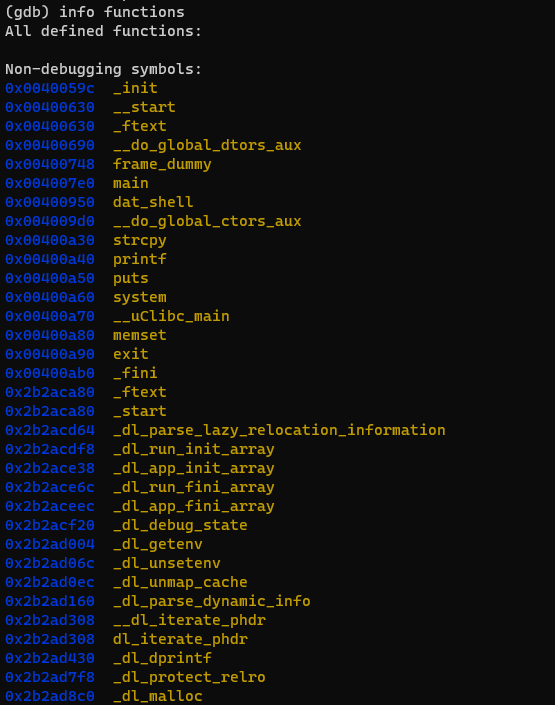 (gdb) info functions
All defined functions:
Non-debugging symbols:
0x0040059c _init
0x00400630 __start
0x00400630 _ftext
0x00400690 __do_global_dtors_aux
0x00400748 frame_dummy
0x004007e0 main
0x00400950 dat_shell
0x004009d0 __do_global_ctors_aux
0x00400a30 strcpy
0x00400a40 printf
0x00400a50 puts
0x00400a60 system
0x00400a70 __uClibc_main
0x00400a80 memset
0x00400a90 exit
0x00400ab0 _fini
0x2b2aca80 _ftext
0x2b2aca80 _start
0x2b2acd64 _dl_parse_lazy_relocation_information
0x2b2acdf8 _dl_run_init_array
0x2b2ace38 _dl_app_init_array
0x2b2ace6c _dl_run_fini_array
0x2b2aceec _dl_app_fini_array
0x2b2acf20 _dl_debug_state
0x2b2ad004 _dl_getenv
0x2b2ad06c _dl_unsetenv
0x2b2ad0ec _dl_unmap_cache
0x2b2ad160 _dl_parse_dynamic_info
0x2b2ad308 __dl_iterate_phdr
0x2b2ad308 dl_iterate_phdr
0x2b2ad430 _dl_dprintf
0x2b2ad7f8 _dl_protect_relro
0x2b2ad8c0 _dl_malloc